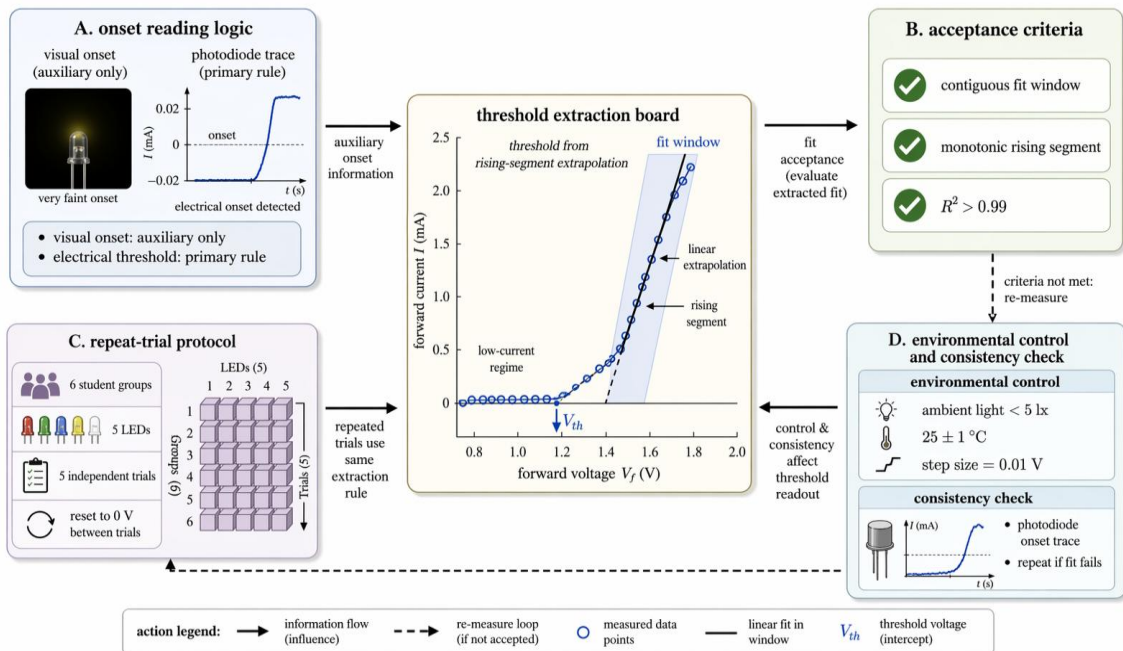 A. onset reading logic
visual onset
(auxiliary only)
photodiode trace
(primary rule)
I (mA)
0.02
0
−0.02
onset
t (s)
very faint onset
electrical onset detected
• visual onset: auxiliary only
• electrical threshold: primary rule
auxiliary
onset
information
threshold extraction board
threshold from
rising-segment extrapolation
fit window
forward current I (mA)
2.5
2.0
1.5
1.0
0.5
0
linear
extrapolation
rising
segment
low-current
regime
V_th
0.8 1.0 1.2 1.4 1.6 1.8 2.0
forward voltage V_f (V)
fit
acceptance
(evaluate
extracted fit)
B. acceptance criteria
contiguous fit window
monotonic rising segment
R² > 0.99
criteria not met:
re-measure
C. repeat-trial protocol
6 student groups
5 LEDs
5 independent trials
reset to 0 V
between trials
LEDs (5)
1 2 3 4 5
Groups (6)
1
2
3
4
5
6
Trials (5)
repeated
trials use
same
extraction
rule
control &
consistency
affect
threshold
readout
D. environmental control
and consistency check
environmental control
ambient light < 5 lx
25 ± 1 °C
step size = 0.01 V
consistency check
I (mA)
t (s)
• photodiode
onset trace
• repeat if fit fails
action legend:
information flow
(influence)
re-measure loop
(if not accepted)
measured data
points
linear fit in
window
V_th
threshold voltage
(intercept)